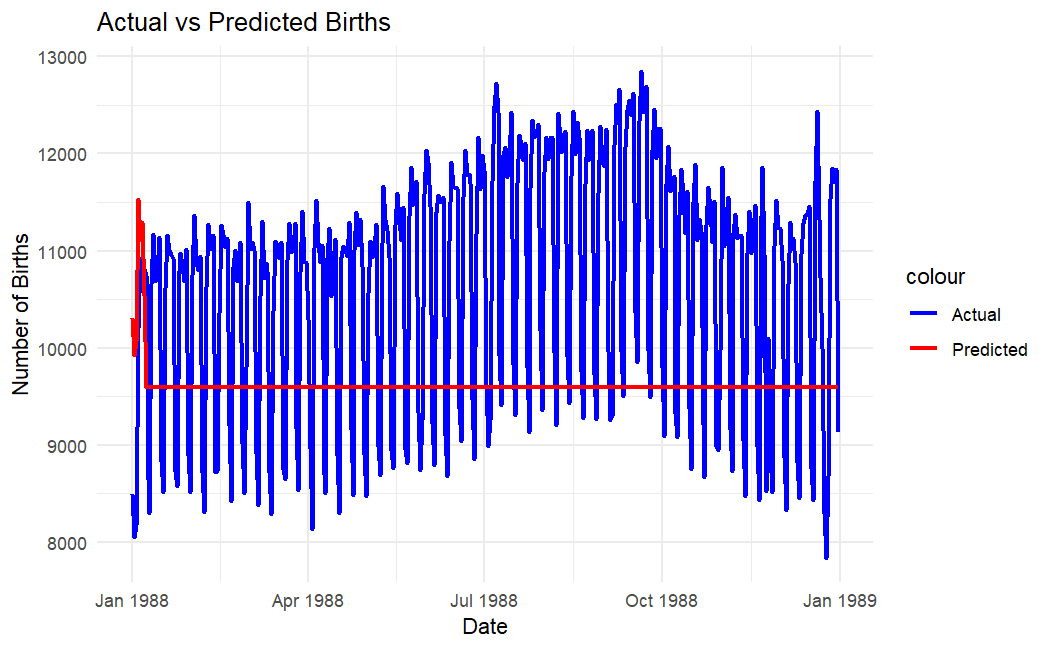 Actual vs Predicted Births
13000
12000
11000
10000
9000
8000
Number of Births
Jan 1988
Apr 1988
Jul 1988
Oct 1988
Jan 1989
Date
colour
Actual
Predicted